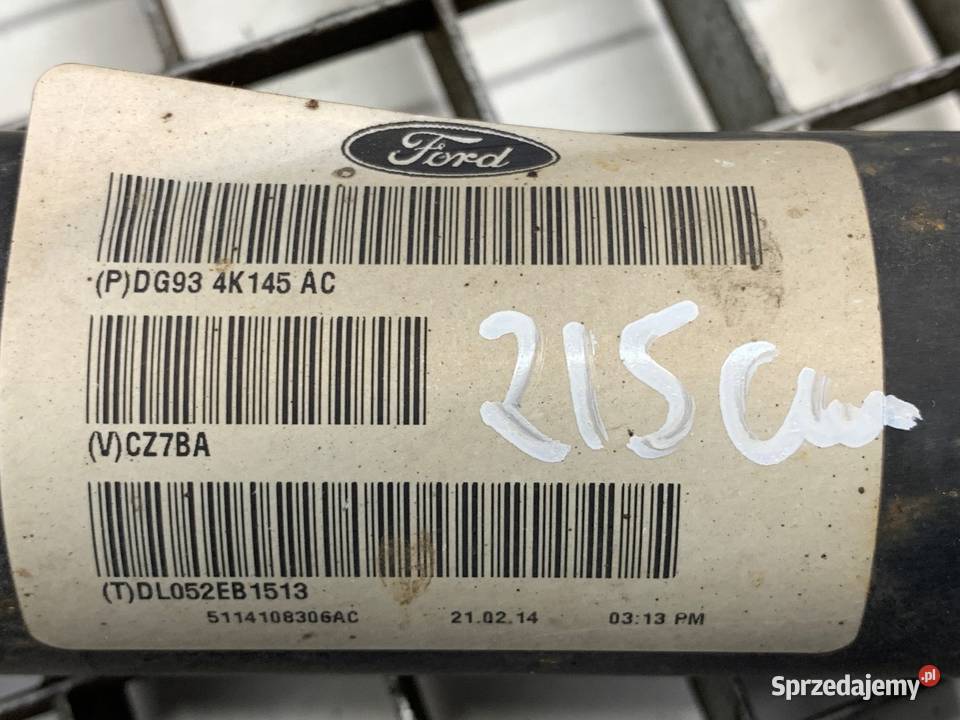 Ford
(P)DG93 4K145 AC
215cm
(V)CZ7BA
(T)DL052EB1513
5114108306AC 21.02.14 03:13 PM
Sprzedajemy.pl